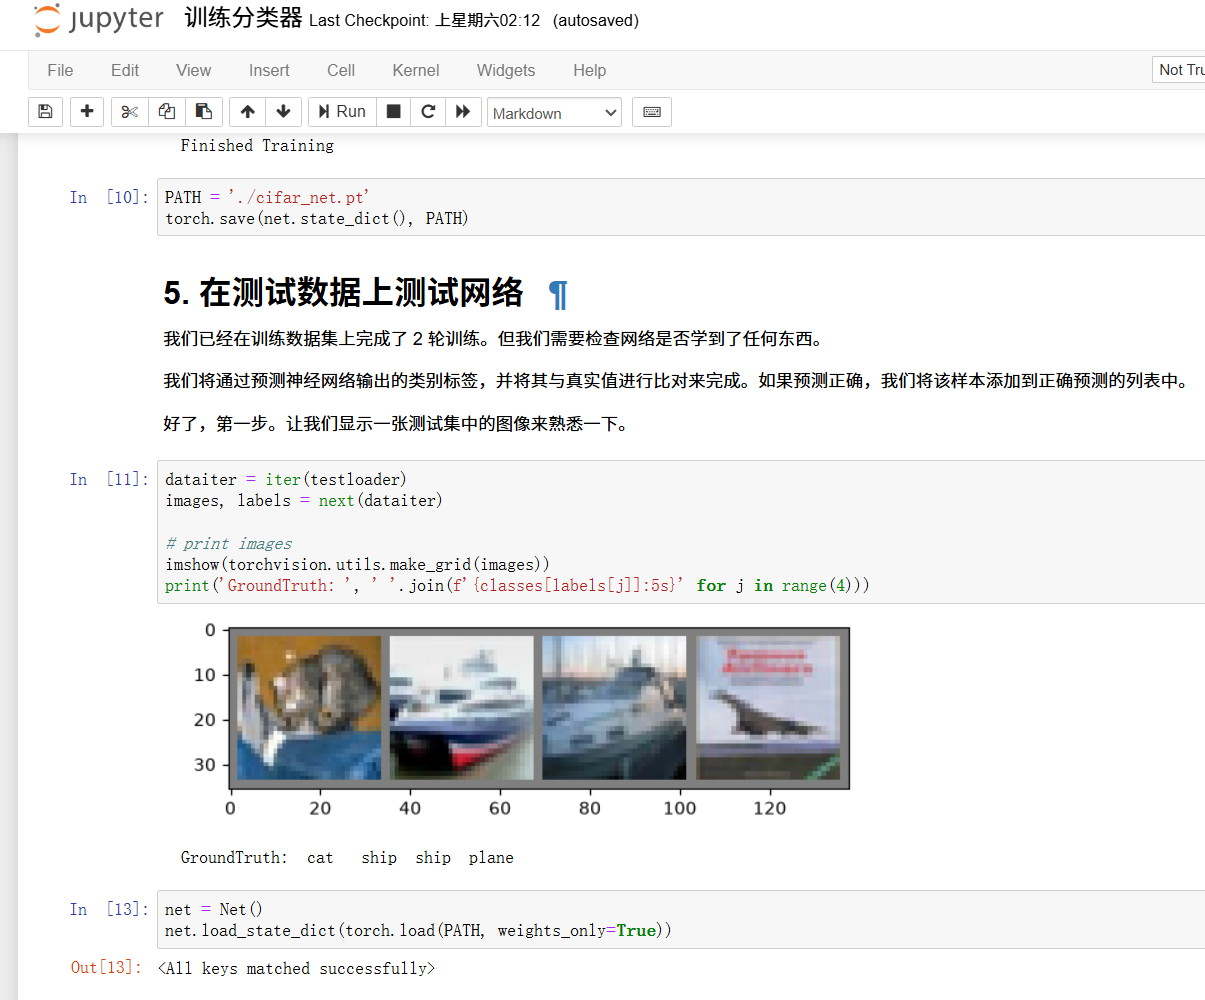 jupyter 训练分类器 Last Checkpoint: 上星期六02:12 (autosaved)
File Edit View Insert Cell Kernel Widgets Help Not Tru
Run Markdown
Finished Training
In [10]: PATH = './cifar_net.pt'
torch.save(net.state_dict(), PATH)
5. 在测试数据上测试网络 ¶
我们已经在训练数据集上完成了 2 轮训练。但我们需要检查网络是否学到了任何东西。
我们将通过预测神经网络输出的类别标签，并将其与真实值进行比对来完成。如果预测正确，我们将该样本添加到正确预测的列表中。
好了，第一步。让我们显示一张测试集中的图像来熟悉一下。
In [11]: dataiter = iter(testloader)
images, labels = next(dataiter)
# print images
imshow(torchvision.utils.make_grid(images))
print('GroundTruth: ', ' '.join(f'{classes[labels[j]]:5s}' for j in range(4)))
0
10
20
30
0 20 40 60 80 100 120
GroundTruth: cat ship ship plane
In [13]: net = Net()
net.load_state_dict(torch.load(PATH, weights_only=True))
Out[13]: <All keys matched successfully>